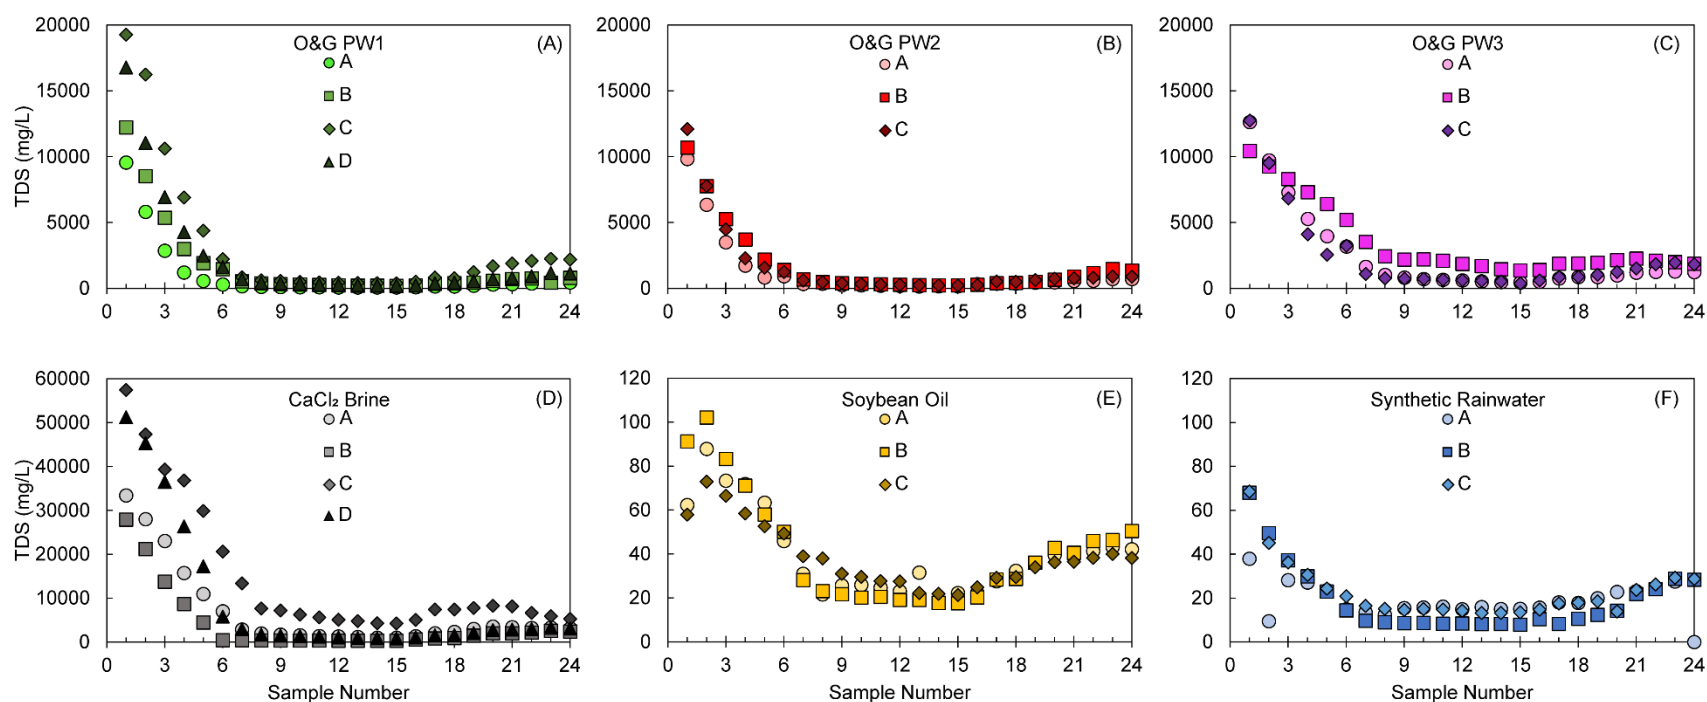 O&G PW1 (A)
A
B
C
D
TDS (mg/L)
20000
15000
10000
5000
0
0 3 6 9 12 15 18 21 24
O&G PW2 (B)
A
B
C
20000
15000
10000
5000
0
0 3 6 9 12 15 18 21 24
O&G PW3 (C)
A
B
C
20000
15000
10000
5000
0
0 3 6 9 12 15 18 21 24
CaCl₂ Brine (D)
A
B
C
D
TDS (mg/L)
60000
50000
40000
30000
20000
10000
0
0 3 6 9 12 15 18 21 24
Sample Number
Soybean Oil (E)
A
B
C
120
100
80
60
40
20
0
0 3 6 9 12 15 18 21 24
Sample Number
Synthetic Rainwater (F)
A
B
C
120
100
80
60
40
20
0
0 3 6 9 12 15 18 21 24
Sample Number